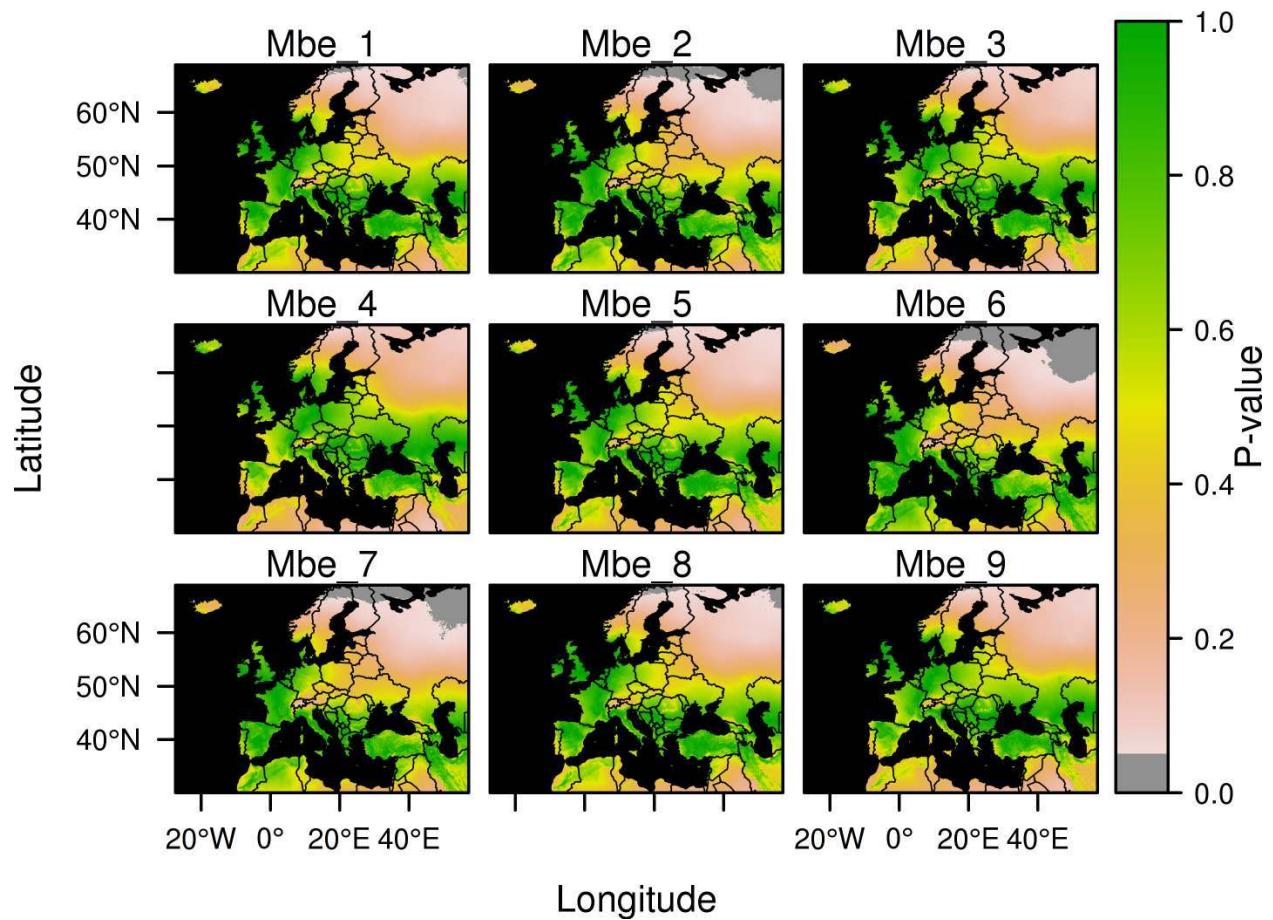 Mbe_1 Mbe_2 Mbe_3
60°N
50°N
40°N
Mbe_4 Mbe_5 Mbe_6
Latitude
Mbe_7 Mbe_8 Mbe_9
60°N
50°N
40°N
20°W 0° 20°E 40°E
20°W 0° 20°E 40°E
Longitude
1.0
0.8
0.6
0.4
0.2
0.0
P-value